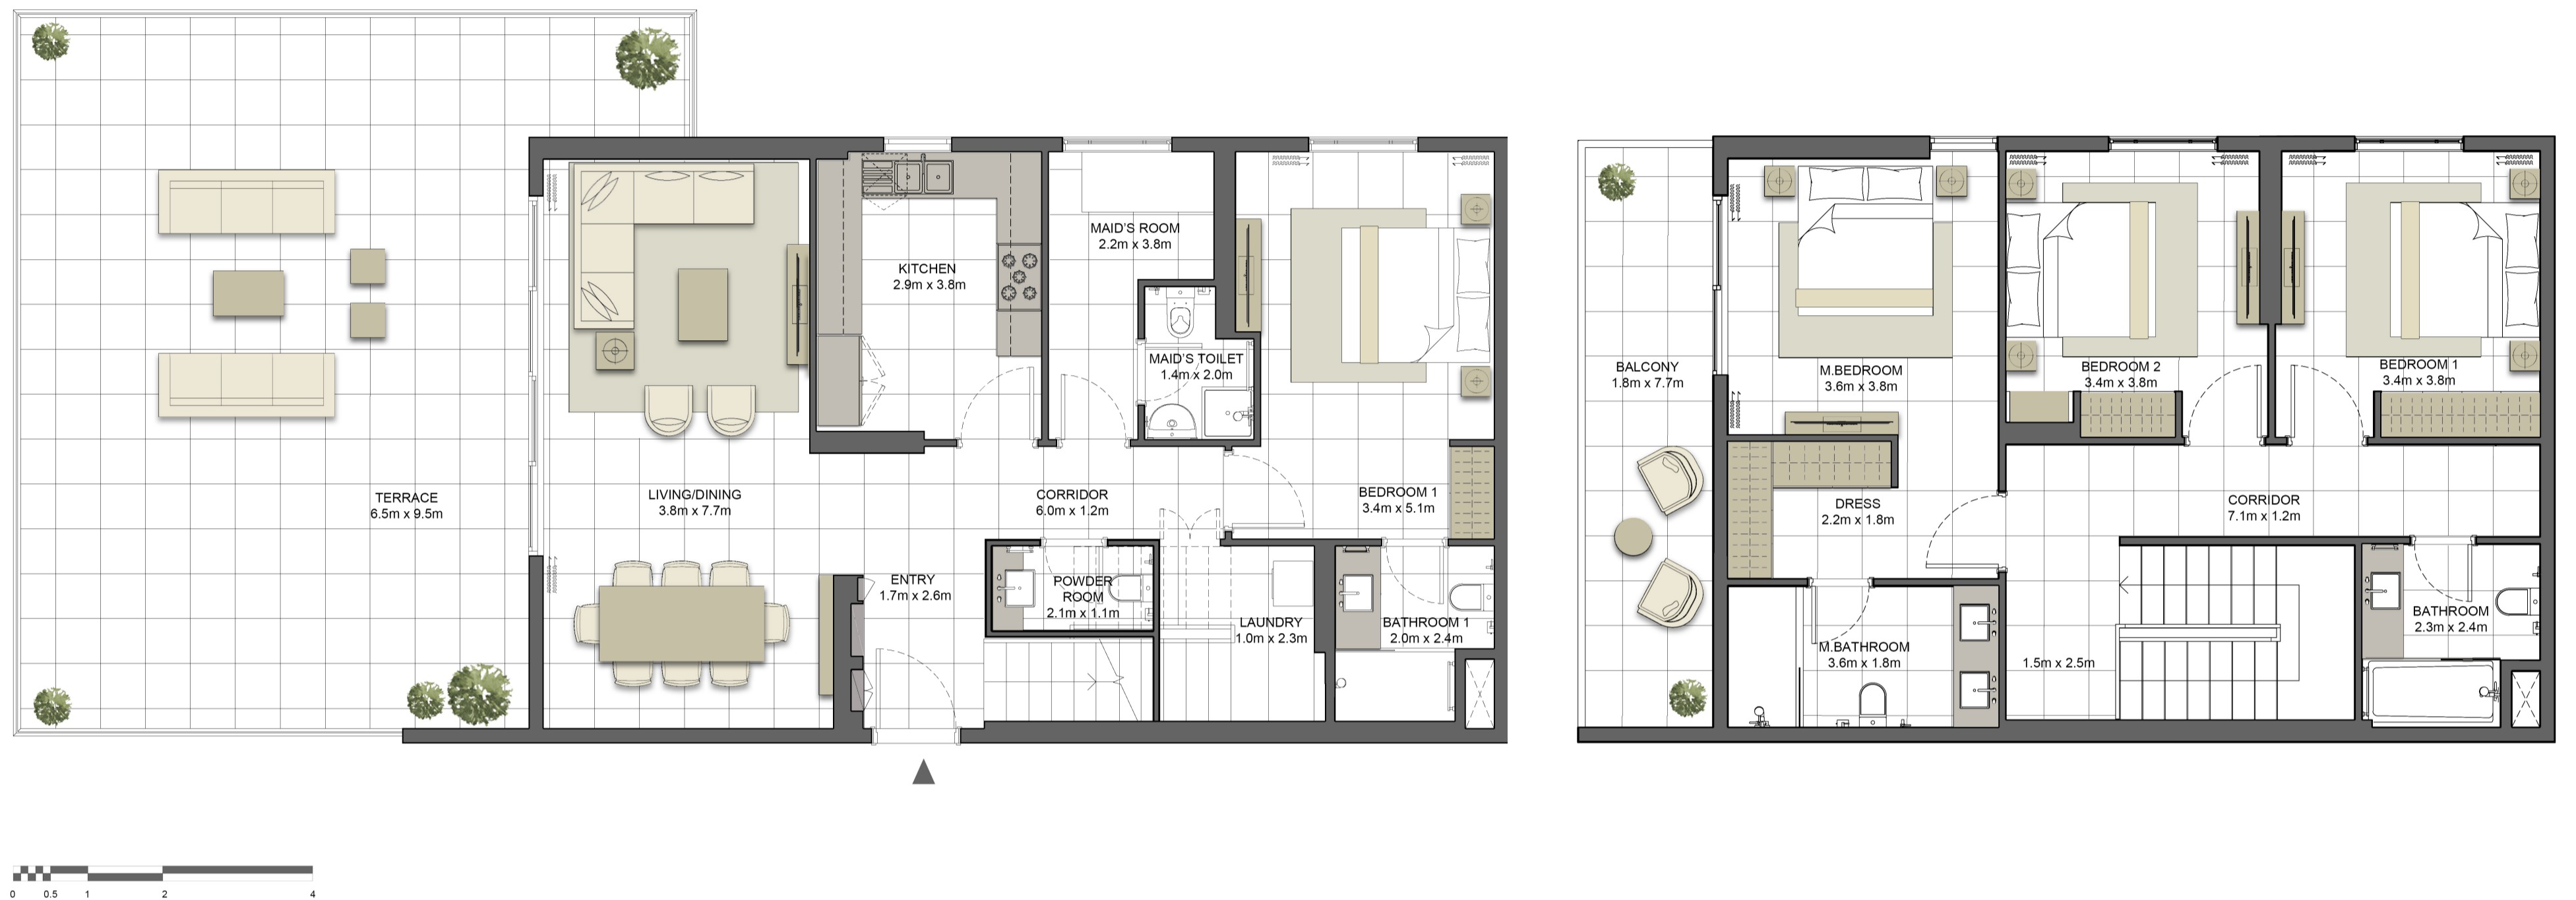 MAID'S ROOM
2.2m x 3.8m
KITCHEN
2.9m x 3.8m
MAID'S TOILET
1.4m x 2.0m
TERRACE
6.5m x 9.5m
LIVING/DINING
3.8m x 7.7m
CORRIDOR
6.0m x 1.2m
BEDROOM 1
3.4m x 5.1m
ENTRY
1.7m x 2.6m
POWDER
ROOM
2.1m x 1.1m
LAUNDRY
1.0m x 2.3m
BATHROOM 1
2.0m x 2.4m
BALCONY
1.8m x 7.7m
M.BEDROOM
3.6m x 3.8m
BEDROOM 2
3.4m x 3.8m
BEDROOM 1
3.4m x 3.8m
DRESS
2.2m x 1.8m
CORRIDOR
7.1m x 1.2m
M.BATHROOM
3.6m x 1.8m
1.5m x 2.5m
BATHROOM
2.3m x 2.4m
0 0.5 1 2 4